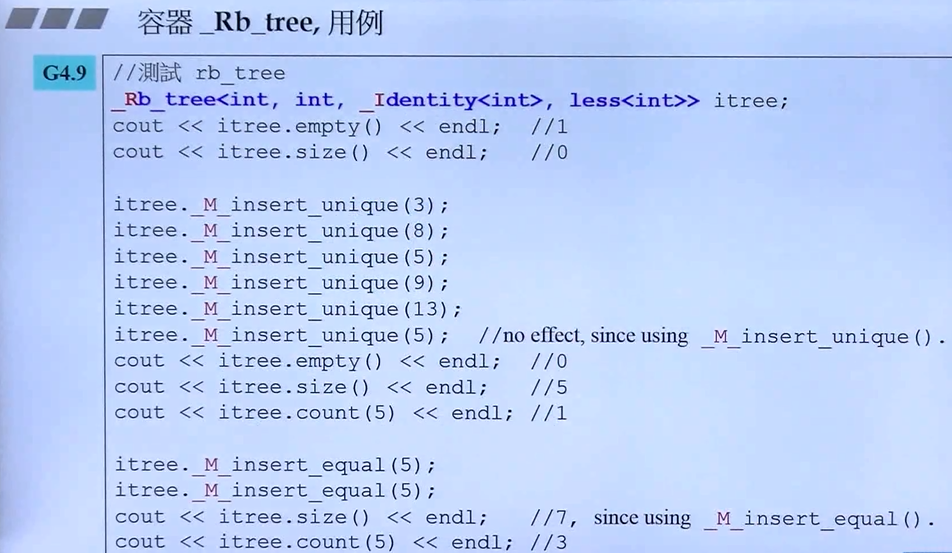 容器 _Rb_tree, 用例
G4.9
//測試 rb_tree
_Rb_tree<int, int, _Identity<int>, less<int>> itree;
cout << itree.empty() << endl; //1
cout << itree.size() << endl; //0
itree._M_insert_unique(3);
itree._M_insert_unique(8);
itree._M_insert_unique(5);
itree._M_insert_unique(9);
itree._M_insert_unique(13);
itree._M_insert_unique(5); //no effect, since using _M_insert_unique().
cout << itree.empty() << endl; //0
cout << itree.size() << endl; //5
cout << itree.count(5) << endl; //1
itree._M_insert_equal(5);
itree._M_insert_equal(5);
cout << itree.size() << endl; //7, since using _M_insert_equal().
cout << itree.count(5) << endl; //3